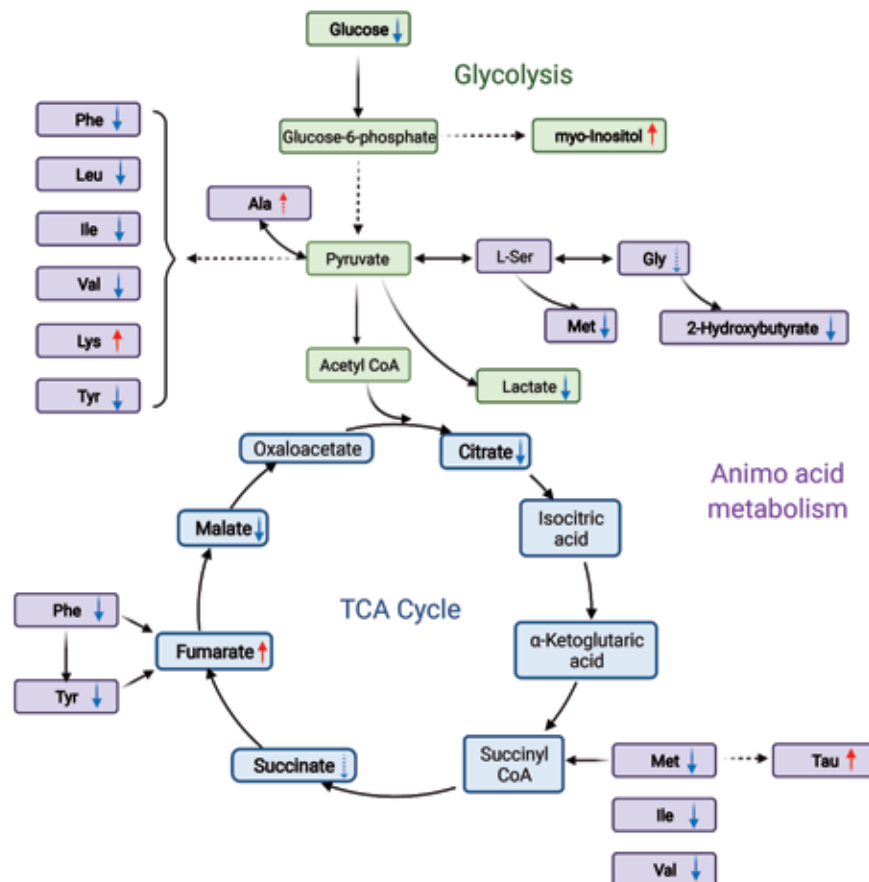 Glucose
Glycolysis
Glucose-6-phosphate
myo-Inositol
Phe
Leu
Ile
Val
Lys
Tyr
Ala
Pyruvate
L-Ser
Gly
Met
2-Hydroxybutyrate
Acetyl CoA
Lactate
Oxaloacetate
Citrate
Animo acid
metabolism
Malate
Isocitric
acid
TCA Cycle
Phe
Fumarate
Tyr
α-Ketoglutaric
acid
Succinate
Succinyl
CoA
Met
Tau
Ile
Val